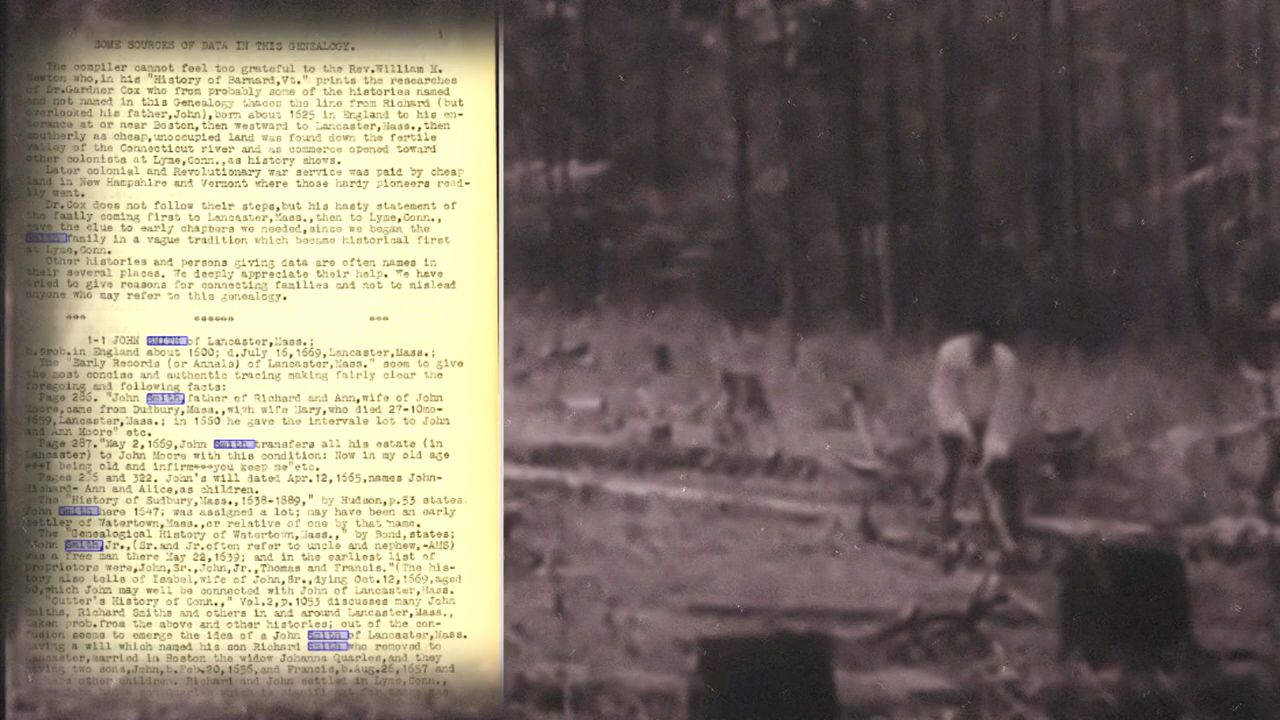 SOME SOURCES OF DATA IN THIS GENEALOGY.
The compiler cannot feel too grateful to the Rev.William M.
Newton who,in his "History of Barnard,Vt." prints the researches
of Dr.Gardner Cox who from probably some of the histories named
and not named in this Genealogy thaces the line from Richard (but
overlooked his father,John),born about 1625 in England to his en-
terance at or near Boston,then westward to Lancaster,Mass.,then
southerly as cheap,unoccupied land was found down the fertile
valley of the Connecticut river and as commerce opened toward
other colonista at Lyme,Conn.,as history shows.
Later colonial and Revolutionary war service was paid by cheap
land in New Hampshire and Vermont where those hardy pioneers read-
ily went.
Dr.Cox does not follow their steps,but his hasty statement of
the family coming first to Lancaster,Mass.,then to Lyme,Conn.,
gave the clue to early chapters we needed,since we began the
Smith family in a vague tradition which became historical first
at Lyme,Conn.
Other histories and persons giving data are often names in
their several places. We deeply appreciate their help. We have
tried to give reasons for connecting families and not to mislead
anyone who may refer to this genealogy.
*** ****** ***
1-1 JOHN SMITH of Lancaster,Mass.;
b.prob.in England about 1600; d.July 16,1669,Lancaster,Mass.;
The "Early Records (or Annals) of Lancaster,Mass." seem to give
the most concise and authentic tracing making fairly clear the
foregoing and following facts:
Page 286. "John Smith,father of Richard and Ann,wife of John
Moore,came from Dudbury,Mass.,wigh wife Mary,who died 27-10mo-
1659,Lancaster,Mass.; in 1650 he gave the intervale lot to John
and Ann Moore" etc.
Page 287."May 2,1669,John Smith transfers all his estate (in
Lancaster) to John Moore with this condition: Now in my old age
***I being old and infirm***you keep me"etc.
Pages 286 and 322. John's will dated Apr.12,1665,names John-
Richard- Ann and Alice,as children.
The "History of Sudbury,Mass.,1638-1889," by Hudson,p.53 states
John Smith here 1647; was assigned a lot; may have been an early
settler of Watertown,Mass.,or relative of one by that name.
The "Genealogical History of Watertown,Mass.," by Bond,states;
"John Smith,Jr.,(Sr.and Jr.often refer to uncle and nephew,-AMS)
was a free man there May 22,1639; and in the earliest list of
proprietors were,John,Sr.,John,Jr.,Thomas and Francis."(The his-
tory also tells of Isabel,wife of John,Sr.,dying Oct.12,1669,aged
60,which John may well be connected with John of Lancaster,Mass.
"Cutter's History of Conn.," Vol.2,p.1053 discusses many John
Smiths, Richard Smiths and others in and around Lancaster,Mass.,
taken prob.from the above and other histories; out of the con-
fusion seems to emerge the idea of a John Smith of Lancaster,Mass.
having a will which named his son Richard Smith who removed to
Lancaster,married in Boston the widow Johanna Quarles,and they
having two sons,John,b.Feb.20,1656,and Francis,b.Aug.26,1657 and
perhaps other children. Richard and John settled in Lyme,Conn.,